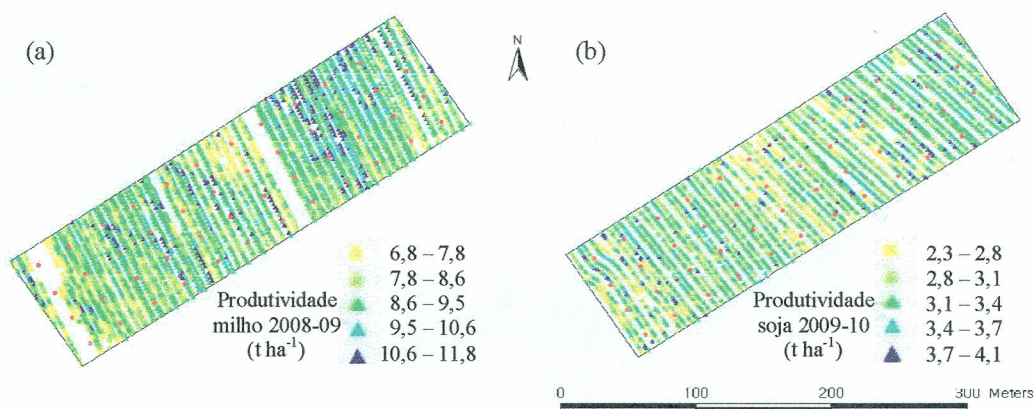 (a)
N
(b)
6,8 – 7,8
7,8 – 8,6
8,6 – 9,5
9,5 – 10,6
10,6 – 11,8
Produtividade
milho 2008-09
(t ha⁻¹)
2,3 – 2,8
2,8 – 3,1
3,1 – 3,4
3,4 – 3,7
3,7 – 4,1
Produtividade
soja 2009-10
(t ha⁻¹)
0 100 200 300 Meters